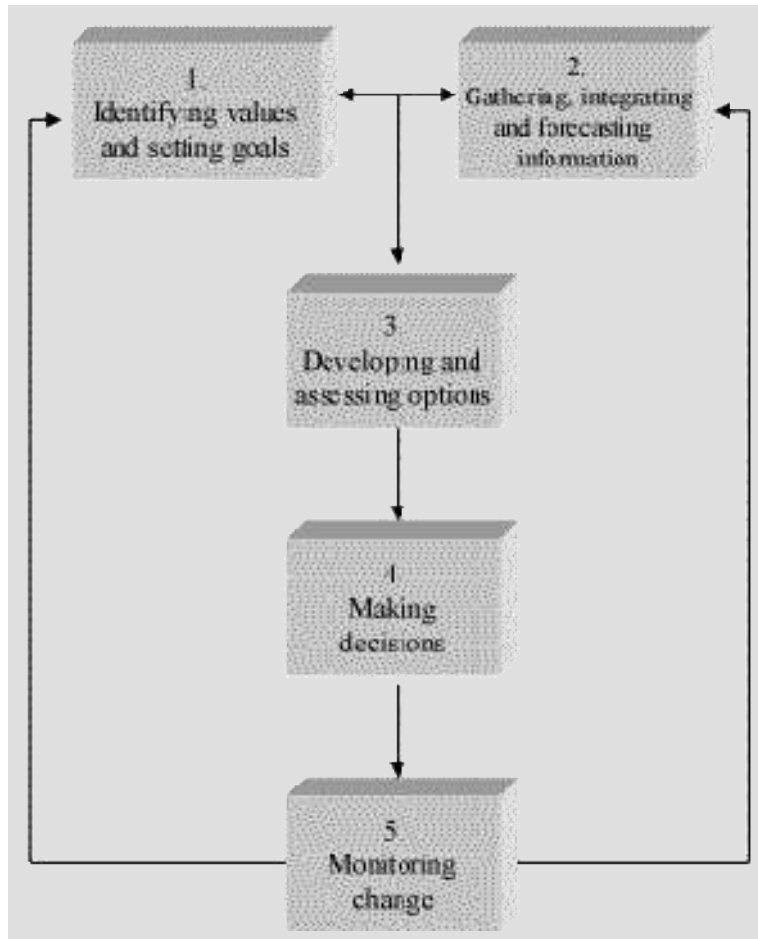 1.
Identifying values
and setting goals
2.
Gathering, integrating
and forecasting
information
3
Developing and
assessing options
4
Making
decisions
5.
Monitoring
change